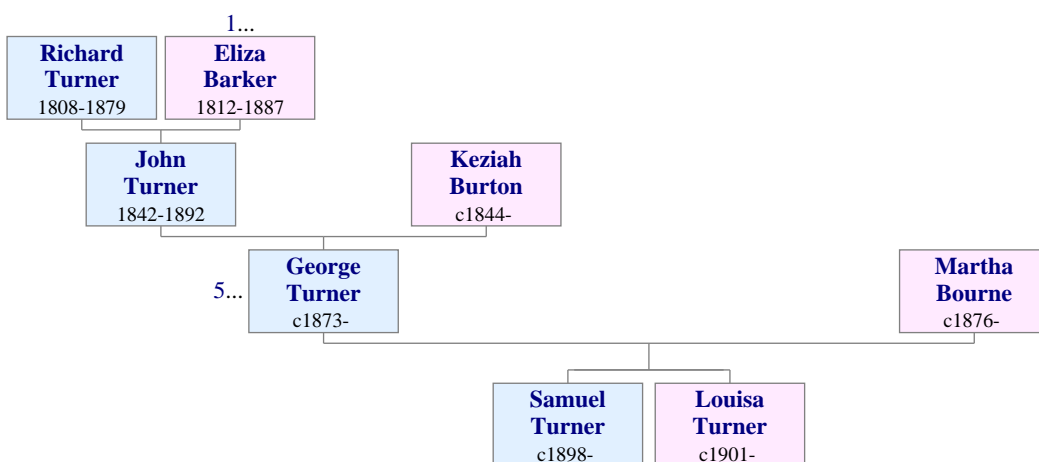 1...
Richard
Turner
1808-1879
Eliza
Barker
1812-1887
John
Turner
1842-1892
Keziah
Burton
c1844-
5...
George
Turner
c1873-
Martha
Bourne
c1876-
Samuel
Turner
c1898-
Louisa
Turner
c1901-